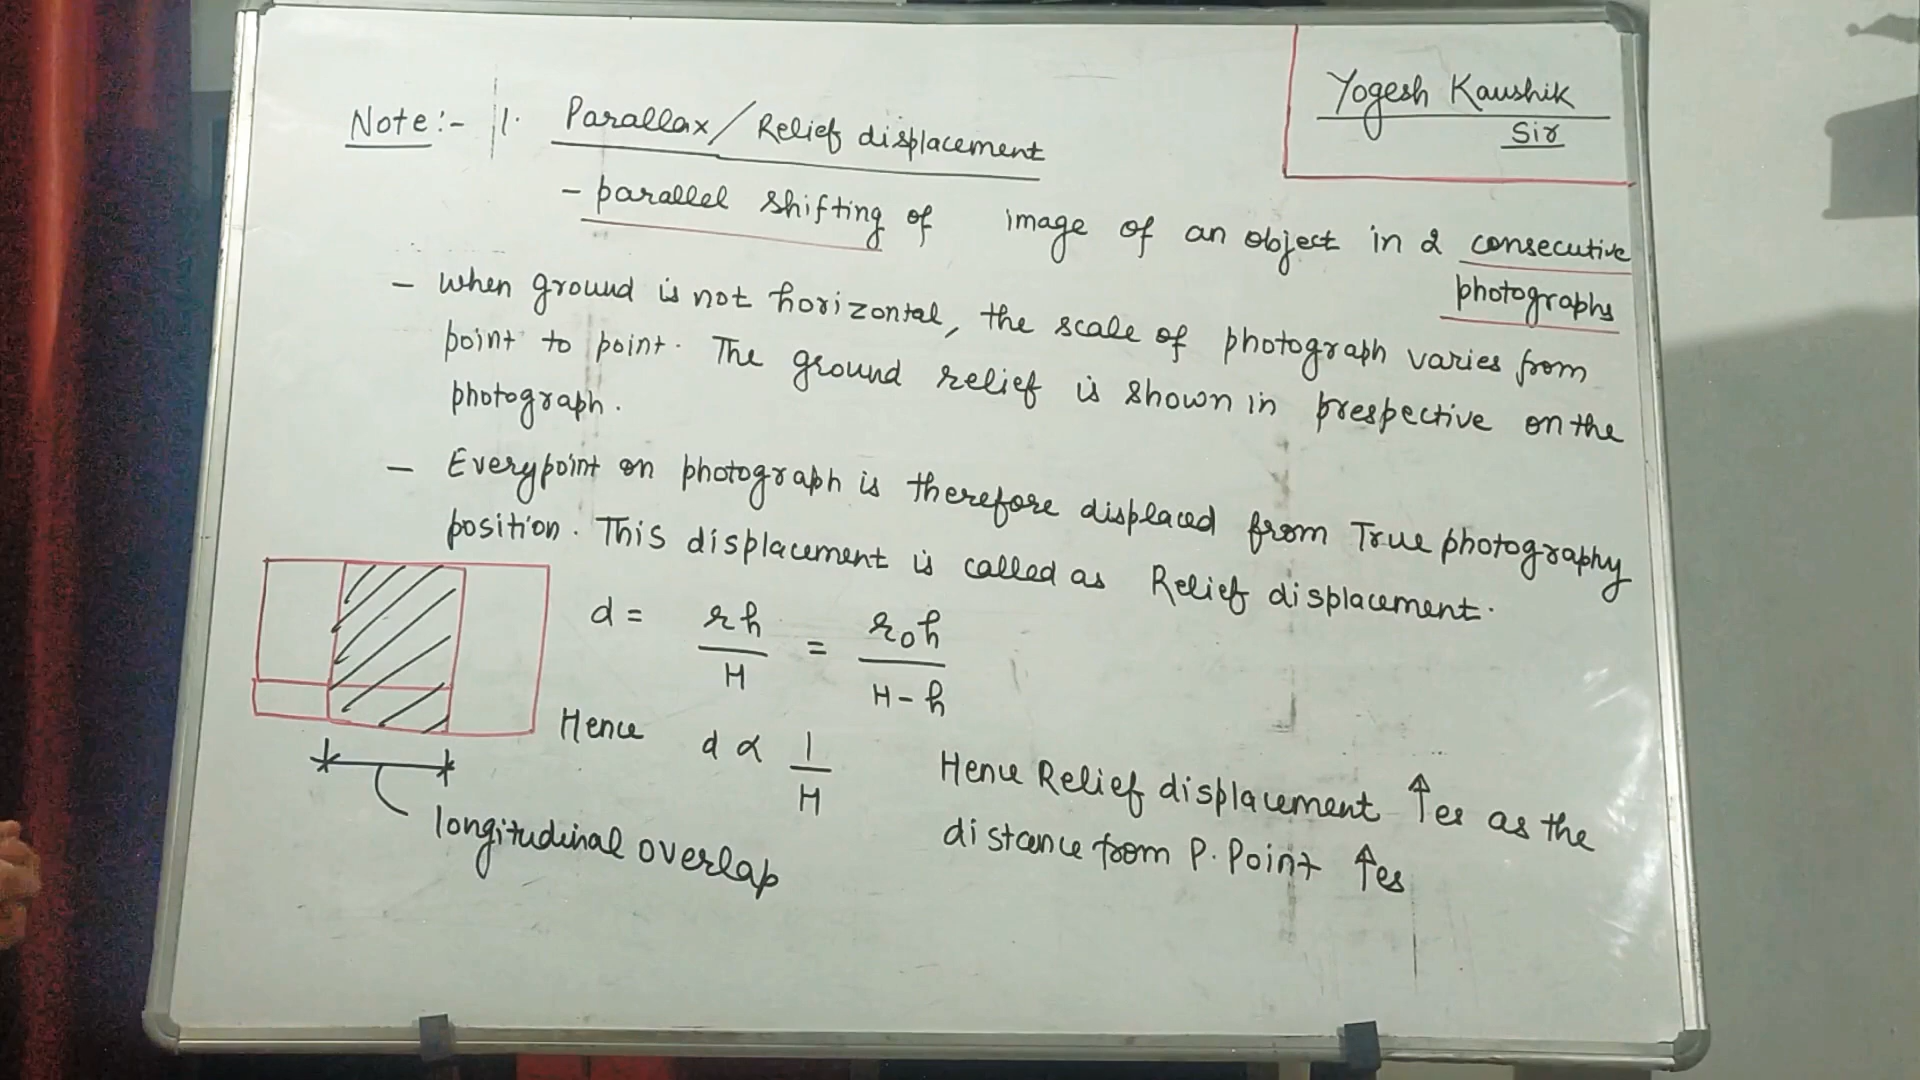 Yogesh Kaushik
Sir
Note:- 1. Parallax/Relief displacement
- parallel shifting of image of an object in 2 consecutive
photographs
- when ground is not horizontal, the scale of photograph varies from
point to point. The ground relief is shown in prespective on the
photograph.
- Everypoint on photograph is therefore displaced from True photography
position. This displacement is called as Relief displacement.
d = rh/H = r₀h/H-h
Hence d ∝ 1/H
Hence Relief displacement ↑es as the
distance from P. Point ↑es
longitudinal overlap